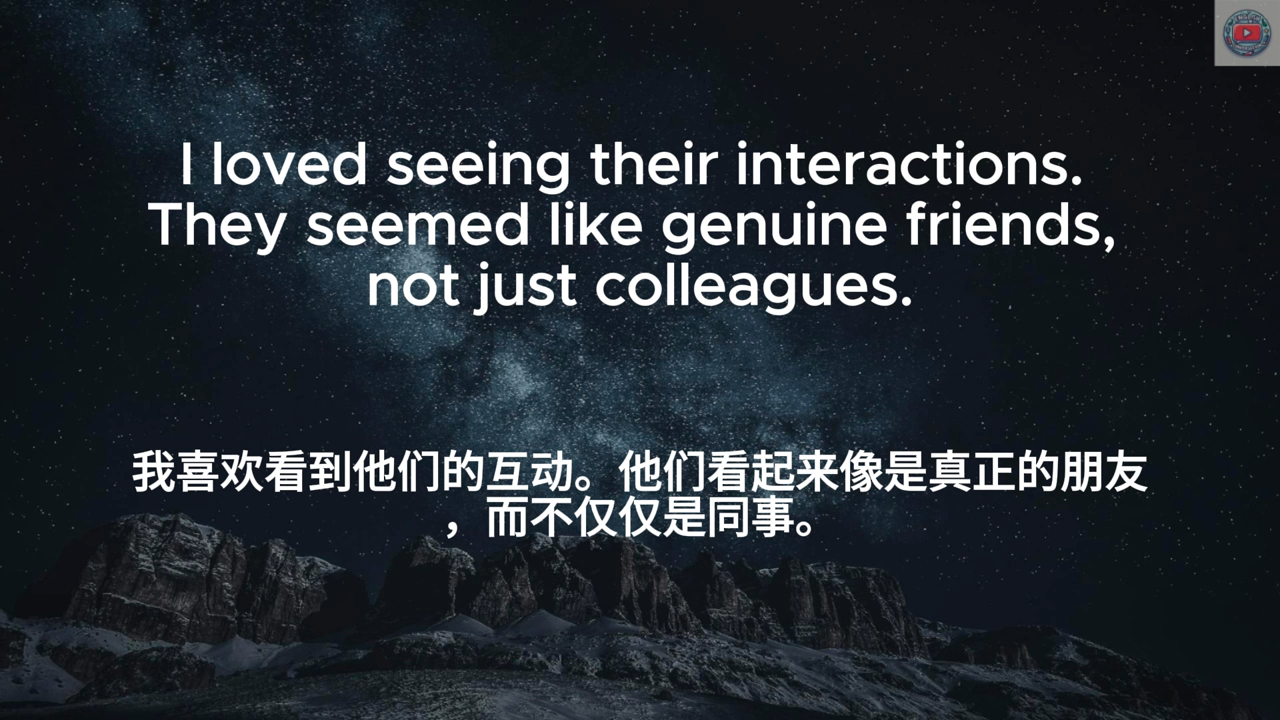 I loved seeing their interactions.
They seemed like genuine friends,
not just colleagues.
我喜欢看到他们的互动。他们看起来像是真正的朋友
，而不仅仅是同事。